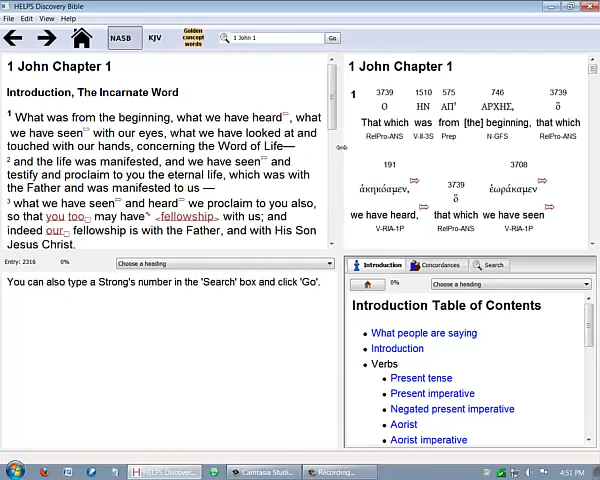 HELPS Discovery Bible
File Edit View Help
NASB KJV Golden concept words 1 John 1 Go
1 John Chapter 1
Introduction, The Incarnate Word
1 What was from the beginning, what we have heard, what
we have seen with our eyes, what we have looked at and
touched with our hands, concerning the Word of Life—
2 and the life was manifested, and we have seen and
testify and proclaim to you the eternal life, which was with
the Father and was manifested to us —
3 what we have seen and heard we proclaim to you also,
so that you too may have <fellowship> with us; and
indeed our fellowship is with the Father, and with His Son
Jesus Christ.
Entry: 2316 0% Choose a heading
You can also type a Strong's number in the 'Search' box and click 'Go'.
1 John Chapter 1
1 3739 1510 575 746 3739
Ο ΗΝ ΑΠ' ΑΡΧΗΣ, ὃ
That which was from [the] beginning, that which
RelPro-ANS V-II-3S Prep N-GFS RelPro-ANS
191 3739 3708
ἀκηκόαμεν, ὃ ἑωράκαμεν
we have heard, that which we have seen
V-RIA-1P RelPro-ANS V-RIA-1P
Introduction Concordances Search
0% Choose a heading
Introduction Table of Contents
• What people are saying
• Introduction
• Verbs
• Present tense
• Present imperative
• Negated present imperative
• Aorist
• Aorist imperative
HELPS Discover... Camtasia Studi... Recording... 4:51 PM